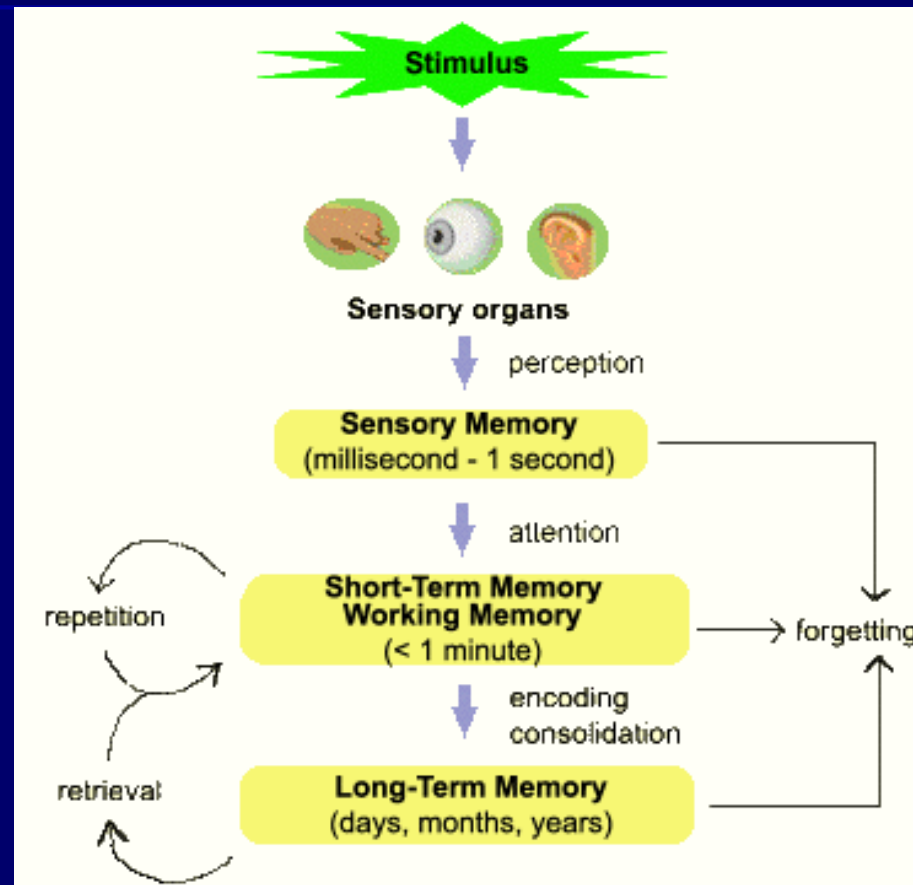 Stimulus
Sensory organs
perception
Sensory Memory
(millisecond - 1 second)
attention
Short-Term Memory
Working Memory
(< 1 minute)
repetition
forgetting
encoding
consolidation
retrieval
Long-Term Memory
(days, months, years)